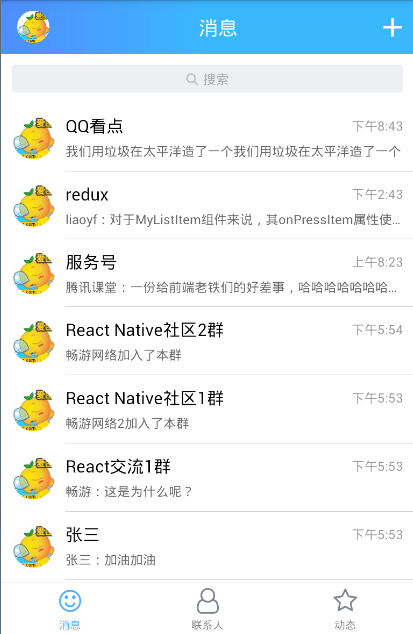 消息
搜索
QQ看点
下午8:43
我们用垃圾在太平洋造了一个我们用垃圾在太平洋造了一个
redux
下午2:43
liaoyf：对于MyListItem组件来说，其onPressItem属性使...
服务号
上午8:23
腾讯课堂：一份给前端老铁们的好差事，哈哈哈哈哈哈哈...
React Native社区2群
下午5:54
畅游网络加入了本群
React Native社区1群
下午5:53
畅游网络2加入了本群
React交流1群
下午5:53
畅游：这是为什么呢？
张三
下午5:53
张三：加油加油
消息
联系人
动态